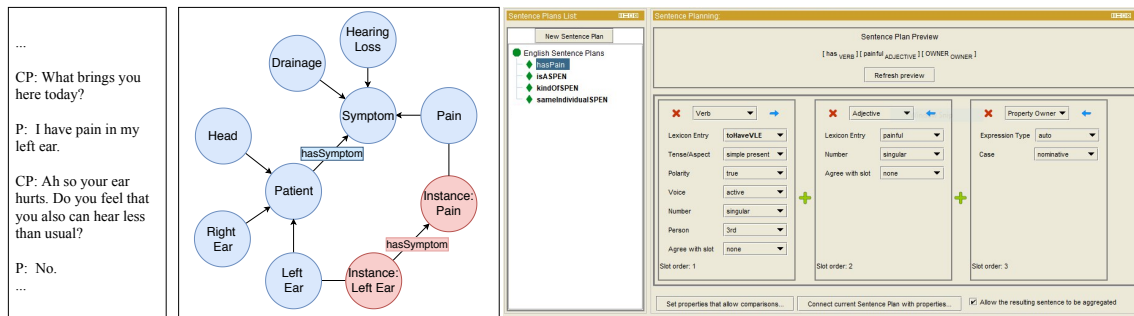 ...
CP: What brings you
here today?
P: I have pain in my
left ear.
CP: Ah so your ear
hurts. Do you feel that
you also can hear less
than usual?
P: No.
...
Hearing
Loss
Drainage
Symptom
Pain
Head
hasSymptom
Patient
Instance:
Pain
Right
Ear
hasSymptom
Left
Ear
Instance:
Left Ear
Sentence Plans List:
New Sentence Plan
English Sentence Plans
hasPain
isASPEN
kindOfSPEN
sameIndividualSPEN
Sentence Planning:
Sentence Plan Preview
[ has VERB ] [ painful ADJECTIVE ] [ OWNER OWNER ]
Refresh preview
Verb
Lexicon Entry toHaveVLE
Tense/Aspect simple present
Polarity true
Voice active
Number singular
Person 3rd
Agree with slot none
Slot order: 1
Adjective
Lexicon Entry painful
Number singular
Agree with slot none
Slot order: 2
Property Owner
Expression Type auto
Case nominative
Slot order: 3
Set properties that allow comparisons...
Connect current Sentence Plan with properties...
Allow the resulting sentence to be aggregated